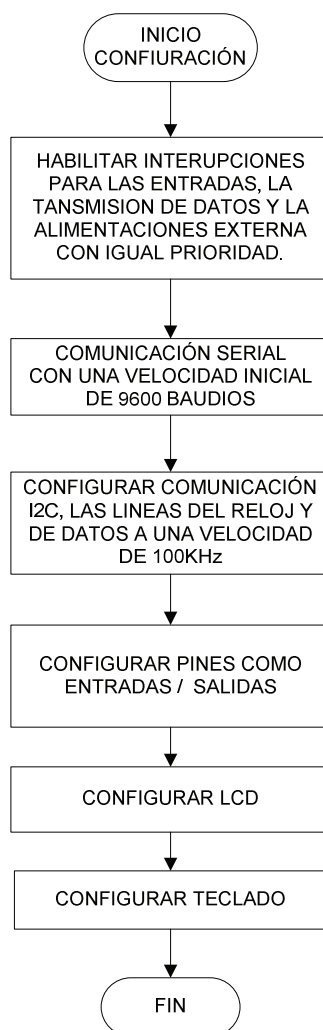 INICIO
CONFIURACIÓN
HABILITAR INTERUPCIONES
PARA LAS ENTRADAS, LA
TANSMISION DE DATOS Y LA
ALIMENTACIONES EXTERNA
CON IGUAL PRIORIDAD.
COMUNICACIÓN SERIAL
CON UNA VELOCIDAD INICIAL
DE 9600 BAUDIOS
CONFIGURAR COMUNICACIÓN
I2C, LAS LINEAS DEL RELOJ Y
DE DATOS A UNA VELOCIDAD
DE 100KHz
CONFIGURAR PINES COMO
ENTRADAS / SALIDAS
CONFIGURAR LCD
CONFIGURAR TECLADO
FIN